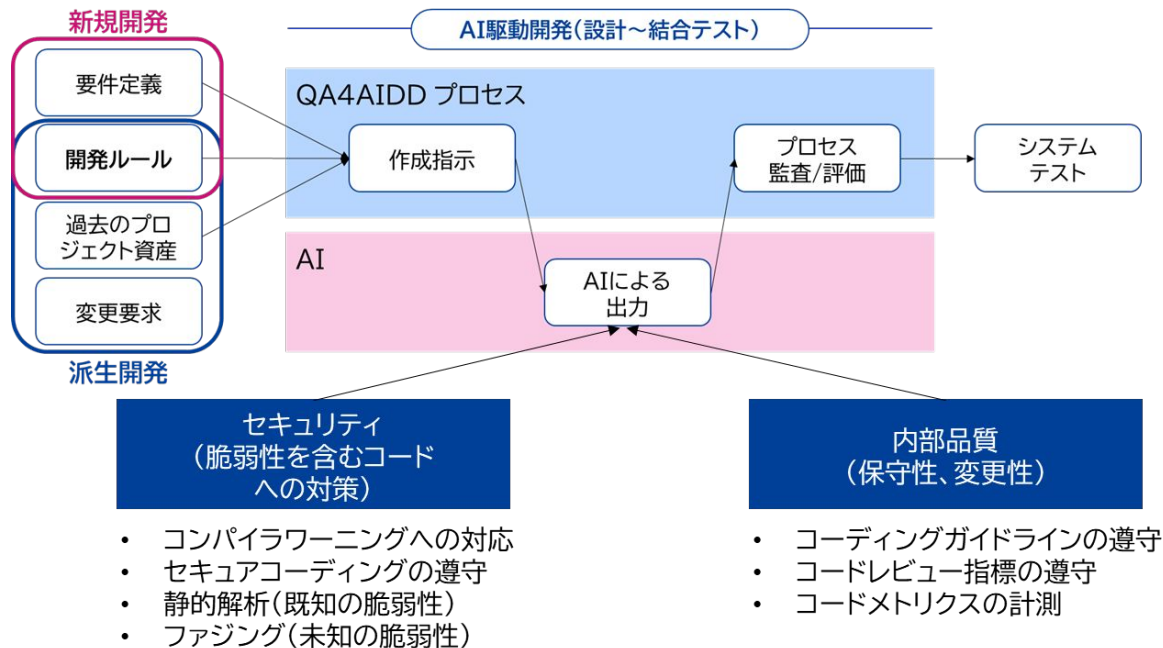 新規開発
AI駆動開発(設計～結合テスト)
要件定義
開発ルール
過去のプロ
ジェクト資産
変更要求
派生開発
QA4AIDD プロセス
作成指示
プロセス
監査/評価
システム
テスト
AI
AIによる
出力
セキュリティ
(脆弱性を含むコード
への対策)
• コンパイラワーニングへの対応
• セキュアコーディングの遵守
• 静的解析(既知の脆弱性)
• ファジング(未知の脆弱性)
内部品質
(保守性、変更性)
• コーディングガイドラインの遵守
• コードレビュー指標の遵守
• コードメトリクスの計測